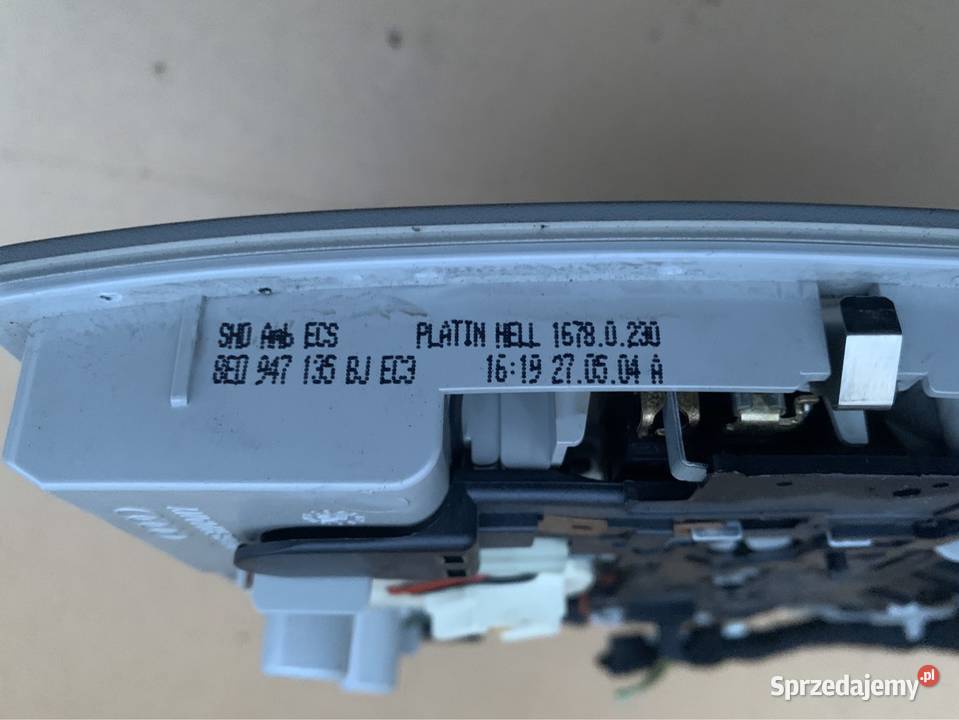 SHD Amb ECS PLATIN HELL 1678.0.230
8E0 947 135 BJ EC3 16:19 27.05.04 A
Sprzedajemy.pl